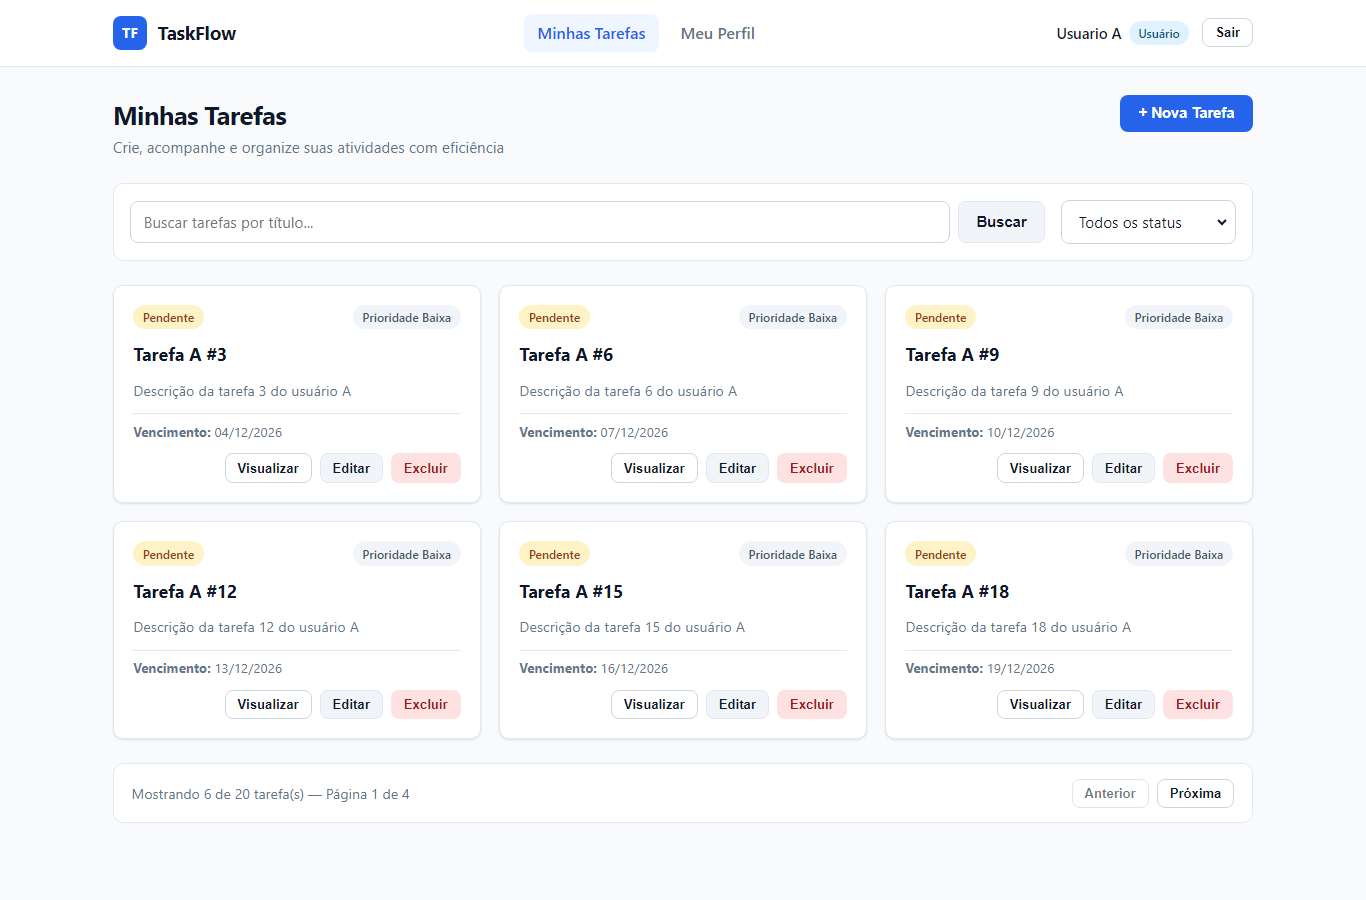 TF TaskFlow Minhas Tarefas Meu Perfil Usuario A Usuário Sair
Minhas Tarefas
+ Nova Tarefa
Crie, acompanhe e organize suas atividades com eficiência
Buscar tarefas por título... Buscar Todos os status
Pendente Prioridade Baixa
Tarefa A #3
Descrição da tarefa 3 do usuário A
Vencimento: 04/12/2026
Visualizar Editar Excluir
Pendente Prioridade Baixa
Tarefa A #6
Descrição da tarefa 6 do usuário A
Vencimento: 07/12/2026
Visualizar Editar Excluir
Pendente Prioridade Baixa
Tarefa A #9
Descrição da tarefa 9 do usuário A
Vencimento: 10/12/2026
Visualizar Editar Excluir
Pendente Prioridade Baixa
Tarefa A #12
Descrição da tarefa 12 do usuário A
Vencimento: 13/12/2026
Visualizar Editar Excluir
Pendente Prioridade Baixa
Tarefa A #15
Descrição da tarefa 15 do usuário A
Vencimento: 16/12/2026
Visualizar Editar Excluir
Pendente Prioridade Baixa
Tarefa A #18
Descrição da tarefa 18 do usuário A
Vencimento: 19/12/2026
Visualizar Editar Excluir
Mostrando 6 de 20 tarefa(s) — Página 1 de 4 Anterior Próxima